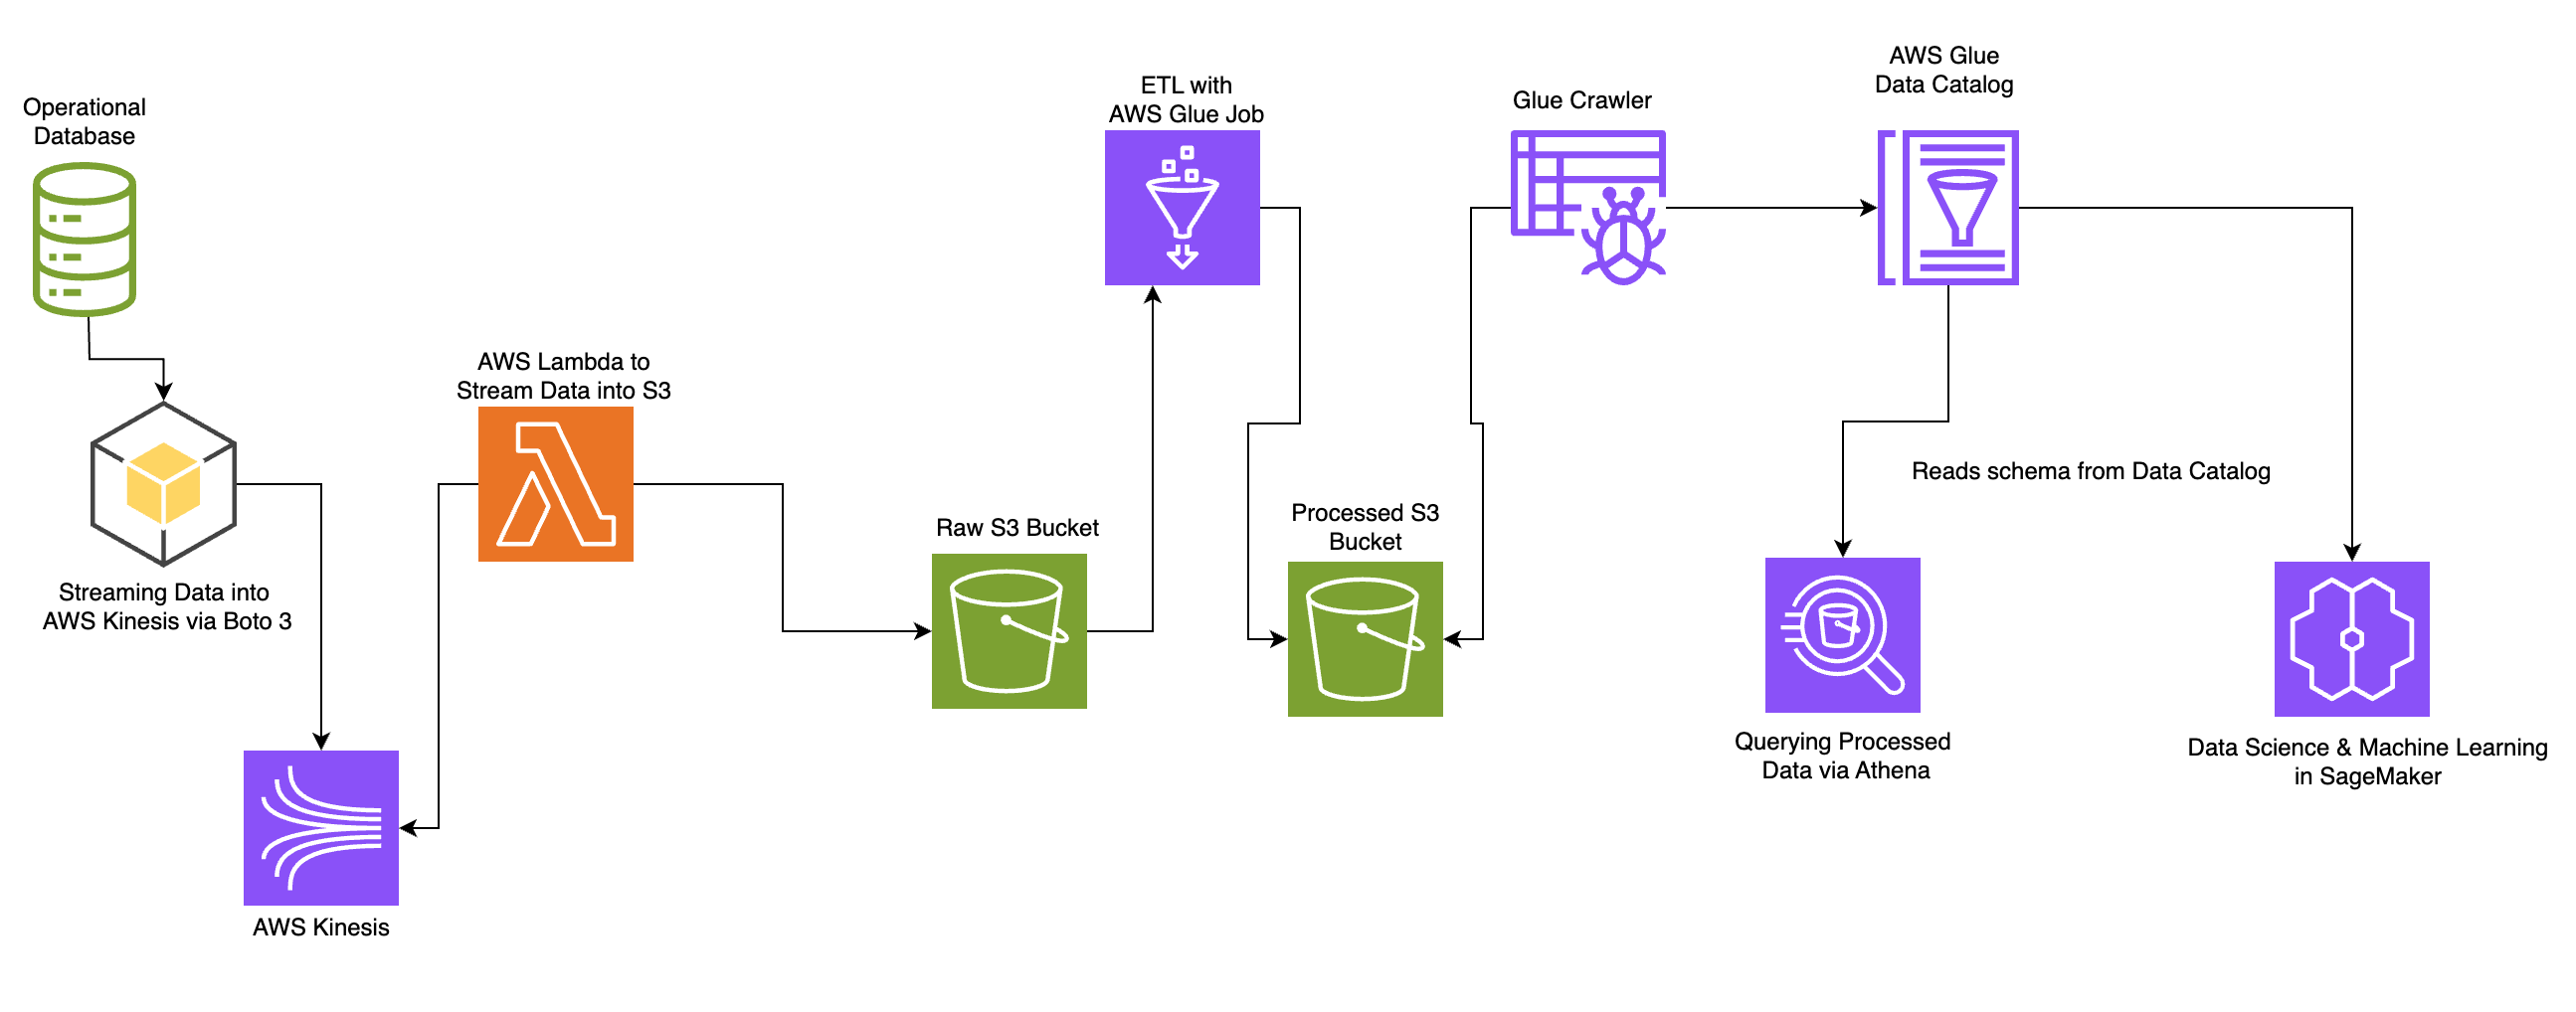 Operational
Database
Streaming Data into
AWS Kinesis via Boto 3
AWS Kinesis
AWS Lambda to
Stream Data into S3
Raw S3 Bucket
ETL with
AWS Glue Job
Processed S3
Bucket
Glue Crawler
AWS Glue
Data Catalog
Reads schema from Data Catalog
Querying Processed
Data via Athena
Data Science & Machine Learning
in SageMaker